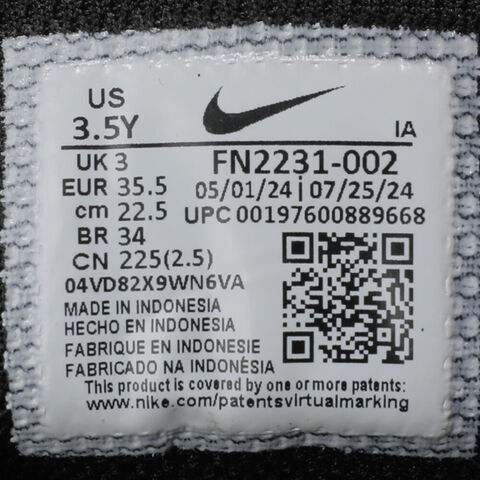 US
3.5Y
IA
UK 3
FN2231-002
EUR 35.5
05/01/24 | 07/25/24
cm 22.5
UPC 00197600889668
BR 34
CN 225(2.5)
04VD82X9WN6VA
MADE IN INDONESIA
HECHO EN INDONESIA
FABRIQUE EN INDONESIE
FABRICADO NA INDONÉSIA
This product is covered by one or more patents:
www.nike.com/patentsvirtualmarking